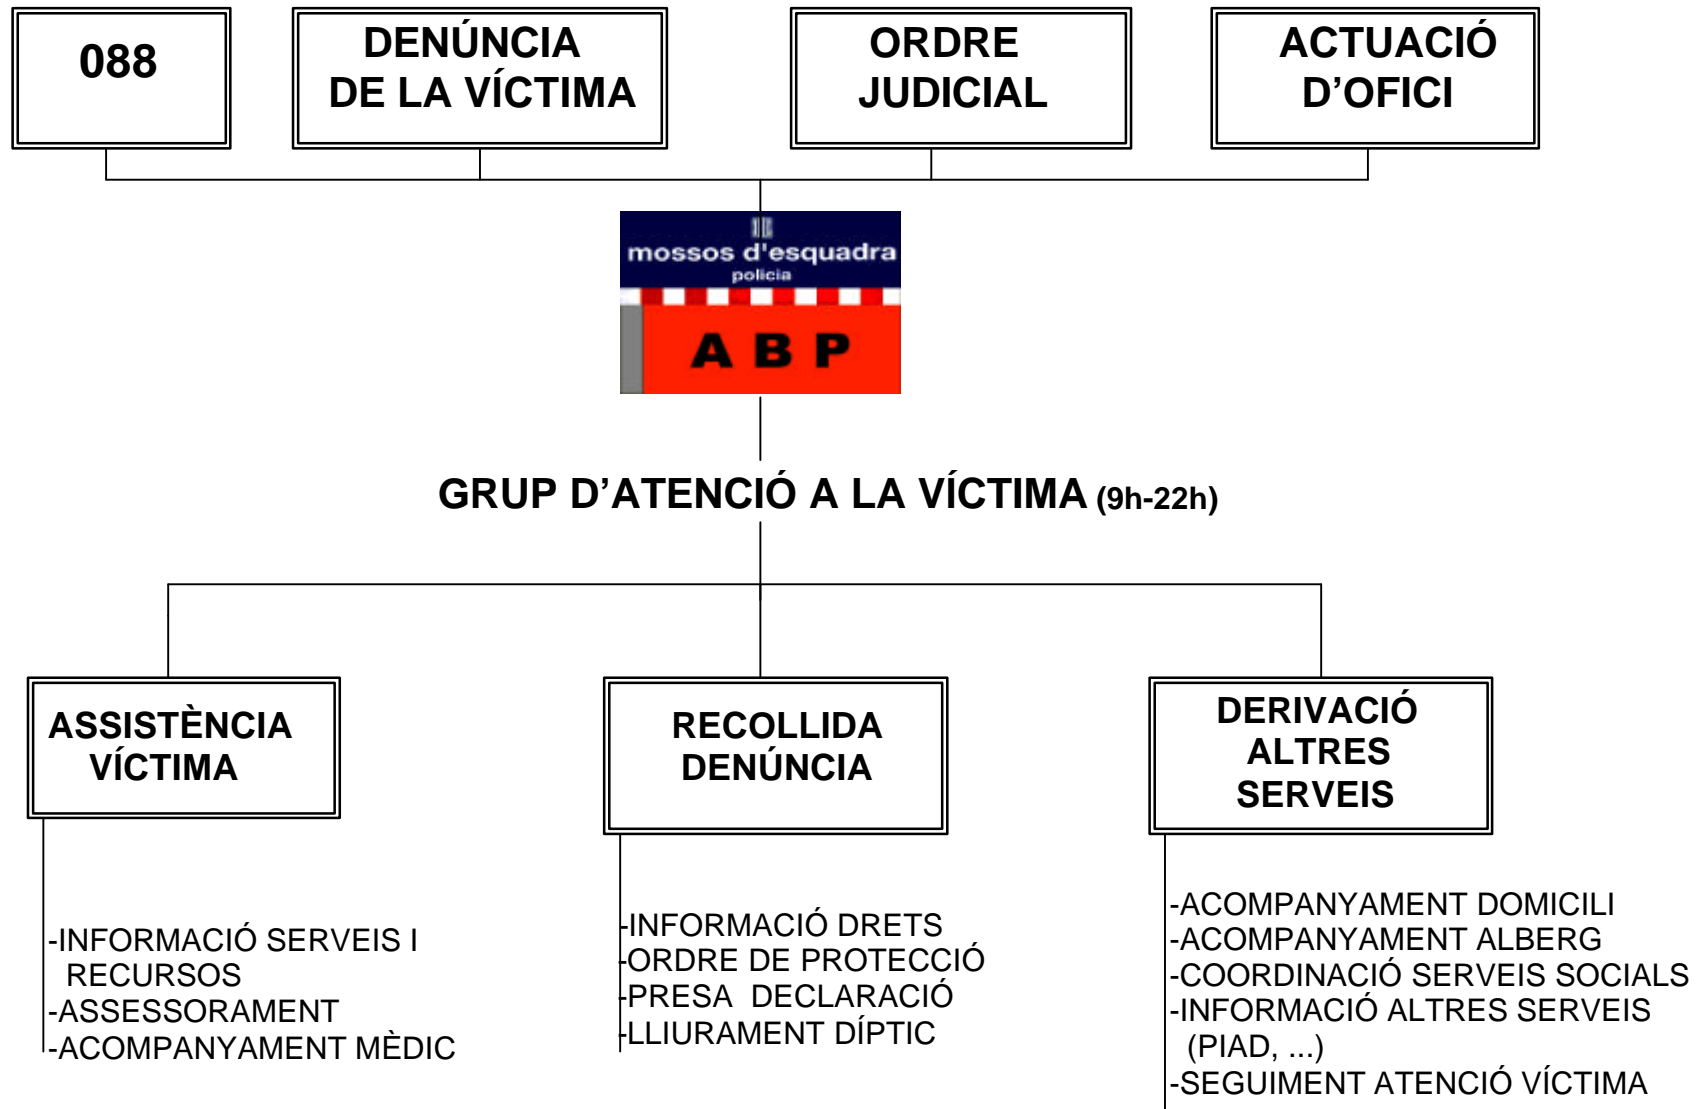 088
DENÚNCIA
DE LA VÍCTIMA
ORDRE
JUDICIAL
ACTUACIÓ
D’OFICI
mossos d'esquadra
policia
A B P
GRUP D’ATENCIÓ A LA VÍCTIMA (9h-22h)
ASSISTÈNCIA
VÍCTIMA
-INFORMACIÓ SERVEIS I
RECURSOS
-ASSESSORAMENT
-ACOMPANYAMENT MÈDIC
RECOLLIDA
DENÚNCIA
-INFORMACIÓ DRETS
-ORDRE DE PROTECCIÓ
-PRESA DECLARACIÓ
-LLIURAMENT DÍPTIC
DERIVACIÓ
ALTRES
SERVEIS
-ACOMPANYAMENT DOMICILI
-ACOMPANYAMENT ALBERG
-COORDINACIÓ SERVEIS SOCIALS
-INFORMACIÓ ALTRES SERVEIS
(PIAD, ...)
-SEGUIMENT ATENCIÓ VÍCTIMA